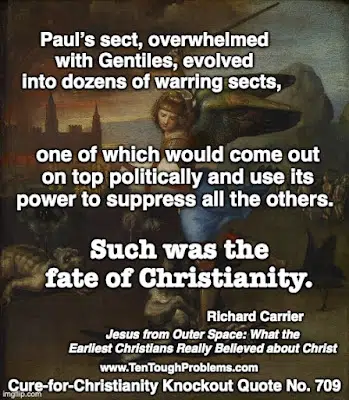 Paul's sect, overwhelmed
with Gentiles, evolved
into dozens of warring sects,
one of which would come out
on top politically and use its
power to suppress all the others.
Such was the
fate of Christianity.
Richard Carrier
Jesus from Outer Space: What the
Earliest Christians Really Believed about Christ
www.TenToughProblems.com
Cure-for-Christianity Knockout Quote No. 709
imgflip.com